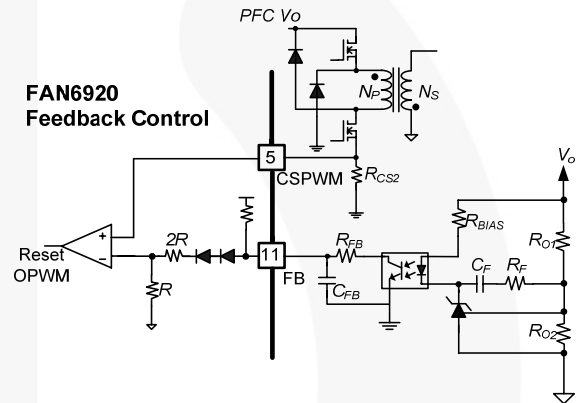 PFC Vo
FAN6920
Feedback Control
NP
NS
5
CSPWM
RCS2
Vo
RBIAS
RO1
2R
11
FB
RFB
CF
RF
Reset
OPWM
+
−
R
CFB
RO2